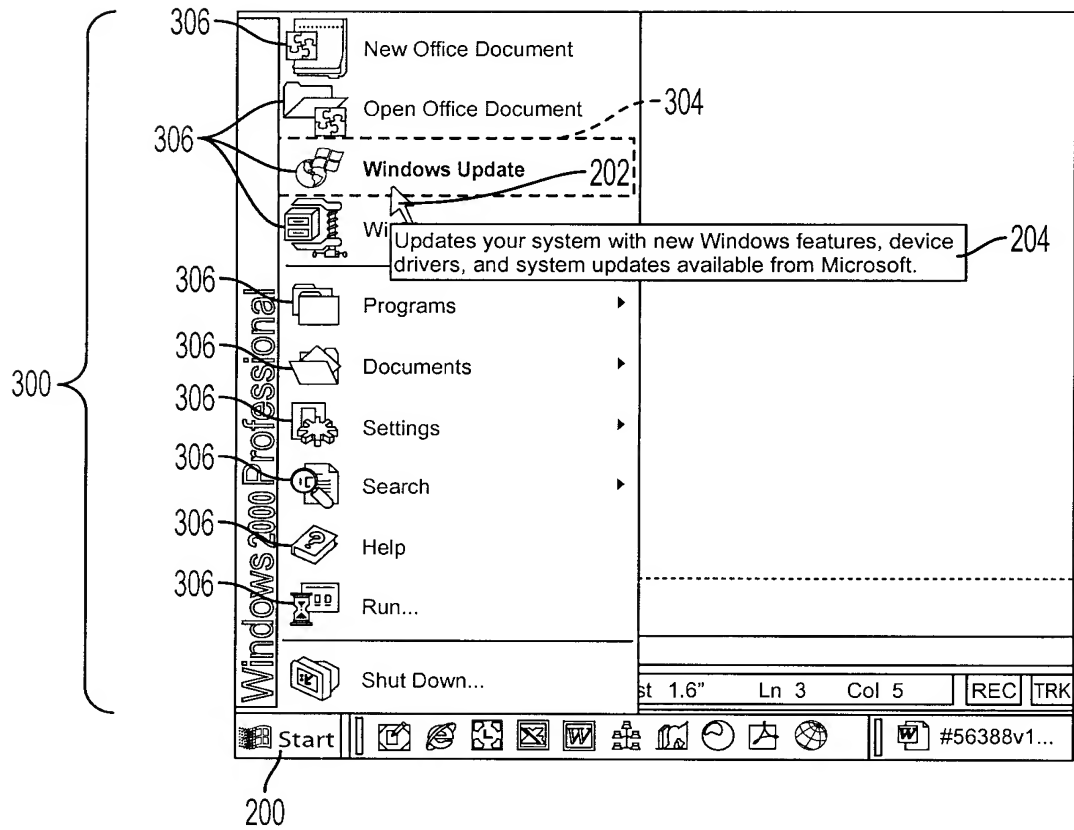 306
New Office Document
Open Office Document
304
306
Windows Update
202
Wi
Updates your system with new Windows features, device
drivers, and system updates available from Microsoft.
204
306
Programs
306
Documents
300
306
Settings
306
Search
306
Help
306
Run...
Windows 2000 Professional
Shut Down...
st 1.6" Ln 3 Col 5 REC TRK
Start
L X W
#56388v1...
200